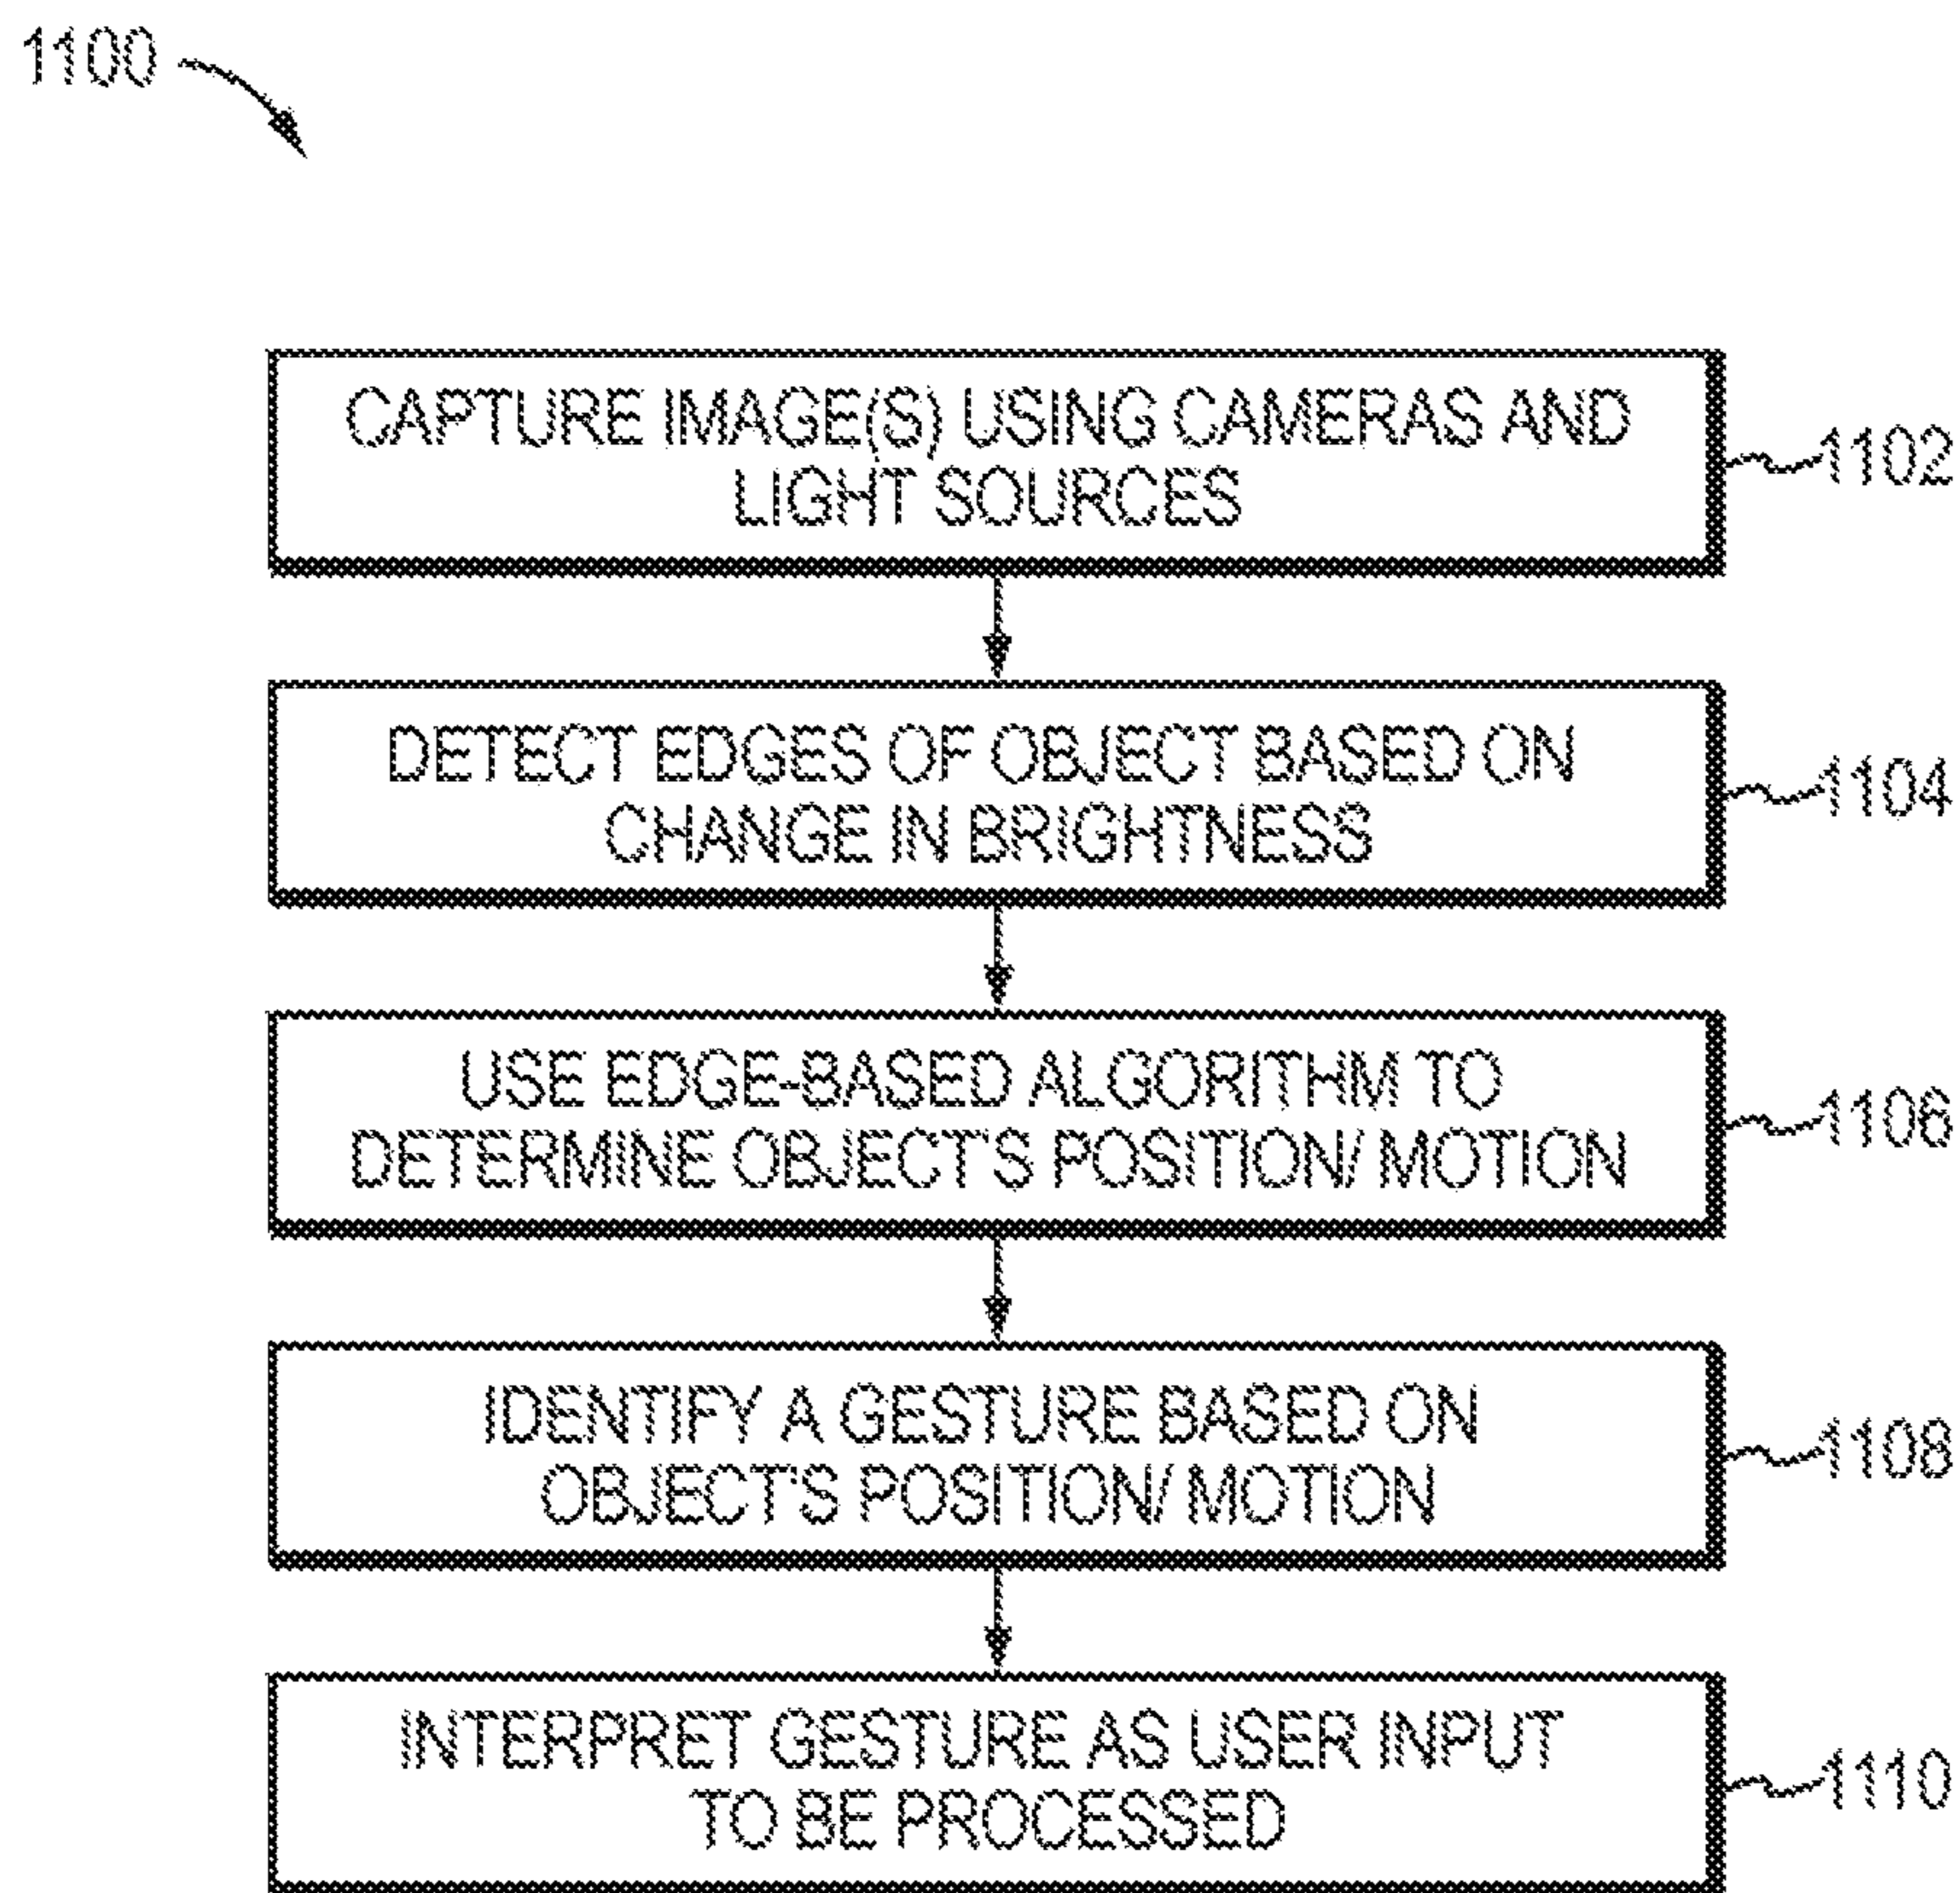 1100
CAPTURE IMAGE(S) USING CAMERAS AND
LIGHT SOURCES
1102
DETECT EDGES OF OBJECT BASED ON
CHANGE IN BRIGHTNESS
1104
USE EDGE-BASED ALGORITHM TO
DETERMINE OBJECT'S POSITION/ MOTION
1106
IDENTIFY A GESTURE BASED ON
OBJECT'S POSITION/ MOTION
1108
INTERPRET GESTURE AS USER INPUT
TO BE PROCESSED
1110